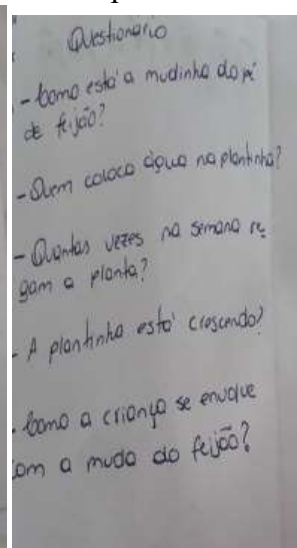 Questionario
- Como está a mudinha do pé
de feijão?
- Quem coloca água na plantinha?
- Quantas vezes na semana re
gam a planta?
- A plantinha está crescendo?
- Como a criança se envolve
com a muda do feijão?